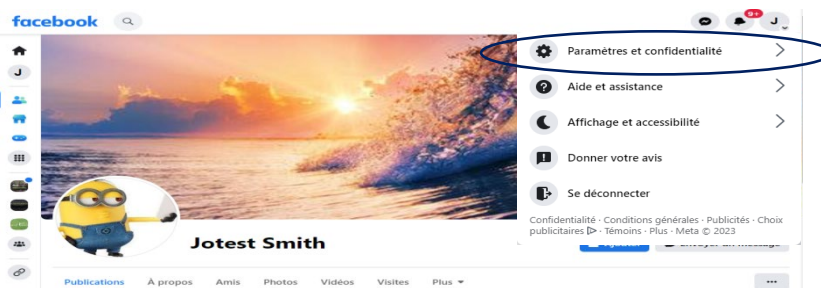 facebook
9+
J
Paramètres et confidentialité
J
Aide et assistance
Affichage et accessibilité
Donner votre avis
Se déconnecter
Confidentialité · Conditions générales · Publicités · Choix
publicitaires · Témoins · Plus · Meta © 2023
Jotest Smith
Publications À propos Amis Photos Vidéos Visites Plus